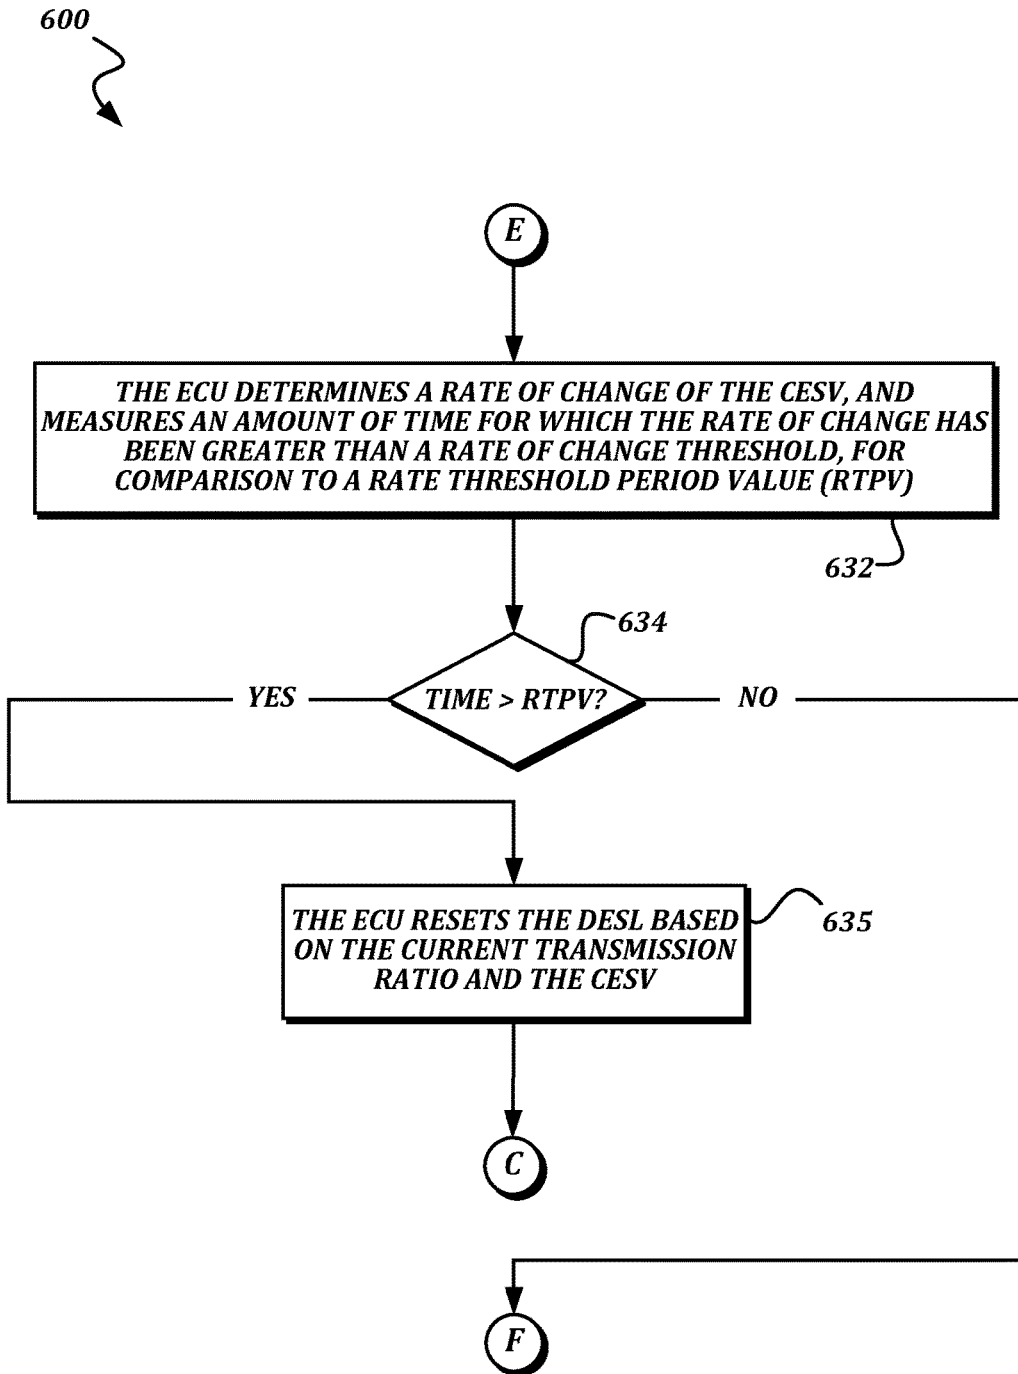 600
E
THE ECU DETERMINES A RATE OF CHANGE OF THE CESV, AND
MEASURES AN AMOUNT OF TIME FOR WHICH THE RATE OF CHANGE HAS
BEEN GREATER THAN A RATE OF CHANGE THRESHOLD, FOR
COMPARISON TO A RATE THRESHOLD PERIOD VALUE (RTPV)
632
634
YES
TIME > RTPV?
NO
THE ECU RESETS THE DESL BASED
ON THE CURRENT TRANSMISSION
RATIO AND THE CESV
635
C
F